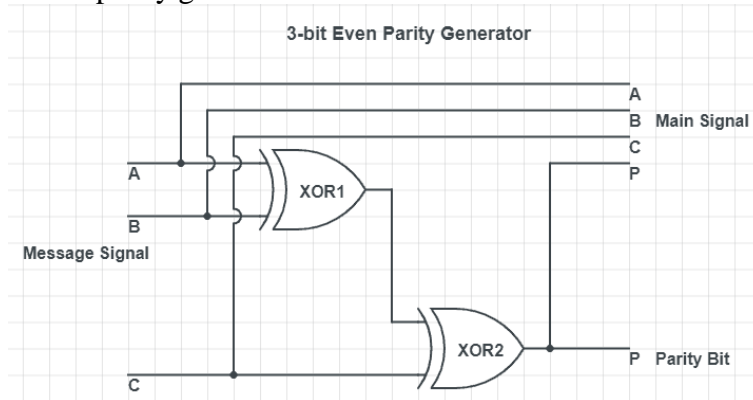 3-bit Even Parity Generator
A
B Main Signal
C
P
A
XOR1
B
Message Signal
XOR2
P Parity Bit
C